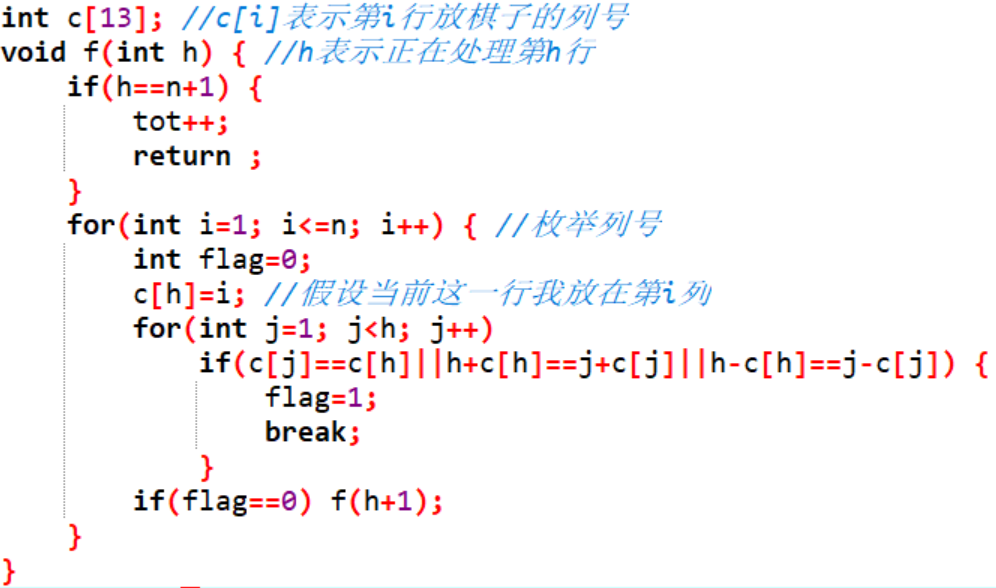 int c[13]; //c[i]表示第i行放棋子的列号
void f(int h) { //h表示正在处理第h行
if(h==n+1) {
tot++;
return ;
}
for(int i=1; i<=n; i++) { //枚举列号
int flag=0;
c[h]=i; //假设当前这一行我放在第i列
for(int j=1; j<h; j++)
if(c[j]==c[h]||h+c[h]==j+c[j]||h-c[h]==j-c[j]) {
flag=1;
break;
}
if(flag==0) f(h+1);
}
}